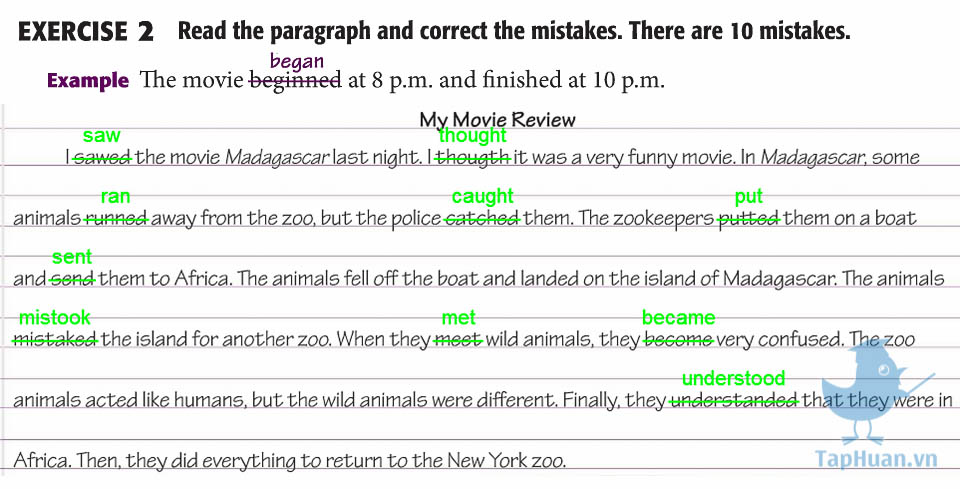 EXERCISE 2 Read the paragraph and correct the mistakes. There are 10 mistakes.
began
Example The movie beginned at 8 p.m. and finished at 10 p.m.
My Movie Review
saw thought
I sawed the movie Madagascar last night. I thougth it was a very funny movie. In Madagascar, some
ran caught put
animals runned away from the zoo, but the police catched them. The zookeepers putted them on a boat
sent
and send them to Africa. The animals fell off the boat and landed on the island of Madagascar. The animals
mistook met became
mistaked the island for another zoo. When they meet wild animals, they become very confused. The zoo
understood
animals acted like humans, but the wild animals were different. Finally, they understanded that they were in
Africa. Then, they did everything to return to the New York zoo.
TapHuan.vn